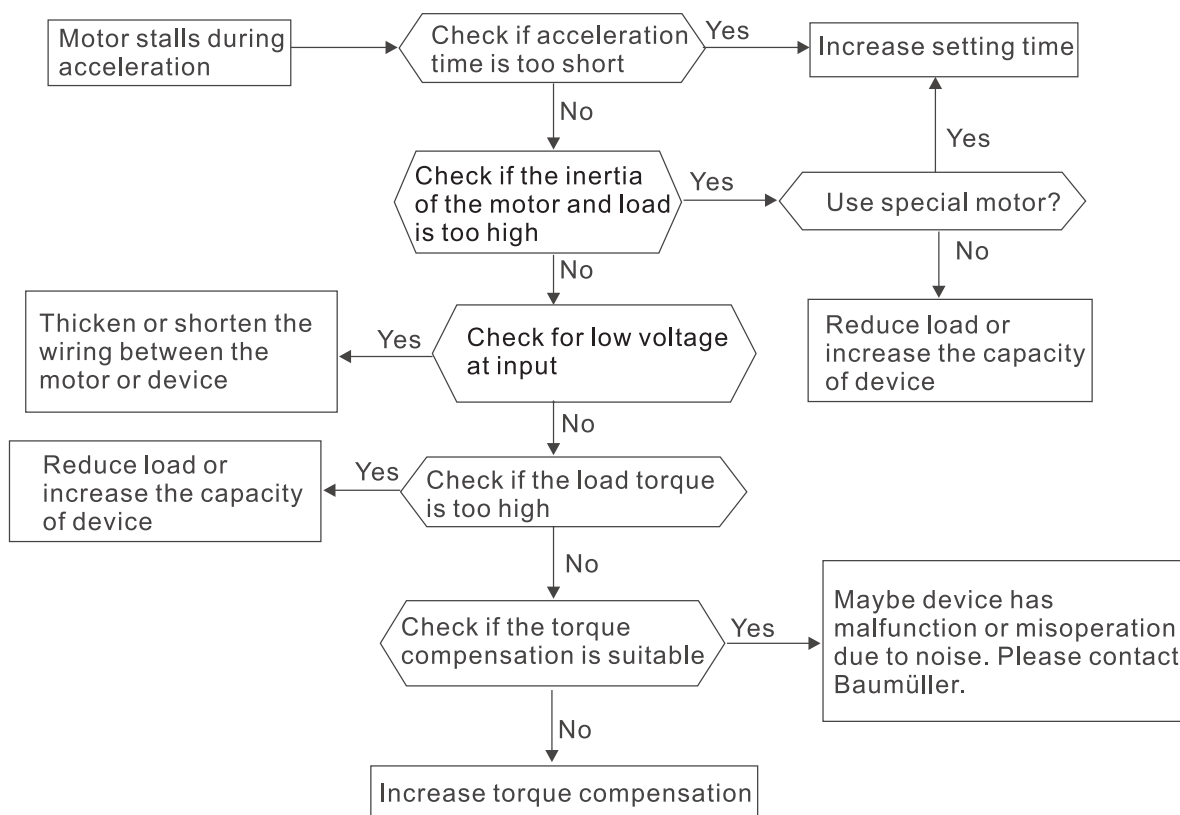 Motor stalls during
acceleration
Check if acceleration
time is too short
Yes
Increase setting time
No
Yes
Check if the inertia
of the motor and load
is too high
Yes
Use special motor?
No
No
Thicken or shorten the
wiring between the
motor or device
Yes
Check for low voltage
at input
Reduce load or
increase the capacity
of device
No
Reduce load or
increase the capacity
of device
Yes
Check if the load torque
is too high
No
Check if the torque
compensation is suitable
Yes
Maybe device has
malfunction or misoperation
due to noise. Please contact
Baumüller.
No
Increase torque compensation